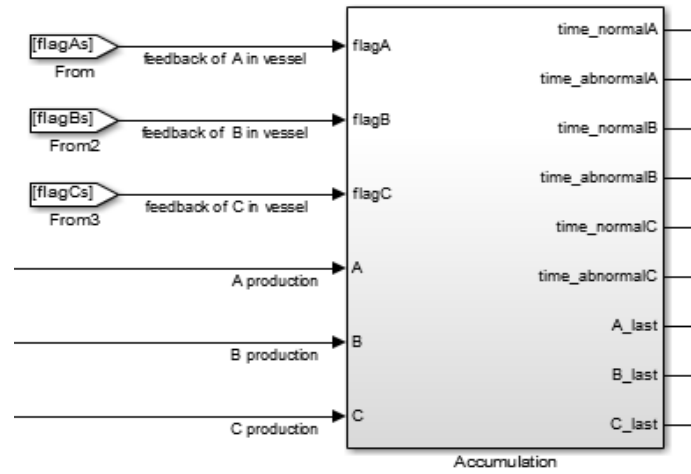 [flagAs]
From
feedback of A in vessel
[flagBs]
From2
feedback of B in vessel
[flagCs]
From3
feedback of C in vessel
A production
B production
C production
flagA
flagB
flagC
A
B
C
time_normalA
time_abnormalA
time_normalB
time_abnormalB
time_normalC
time_abnormalC
A_last
B_last
C_last
Accumulation